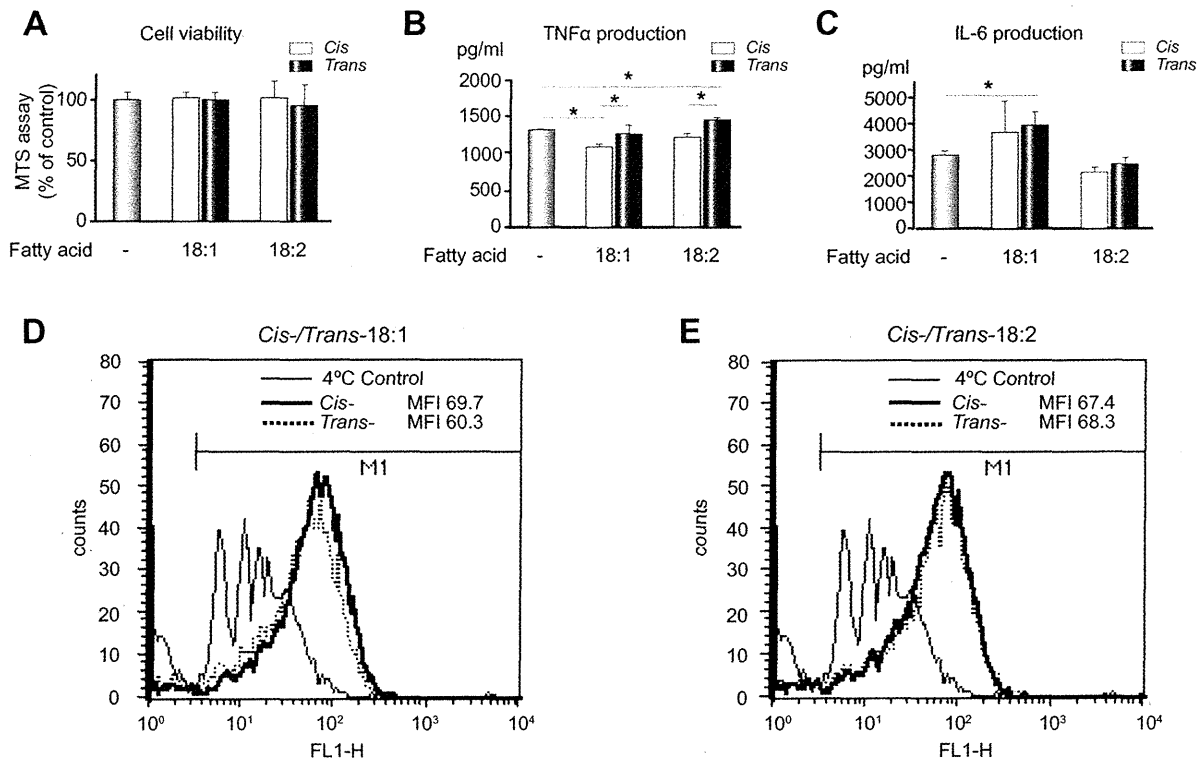 A
Cell viability
Cis
Trans
MTS assay
(% of control)
100
50
0
Fatty acid - 18:1 18:2
B
TNFα production
pg/ml
Cis
Trans
2000
1500
1000
500
0
* * * *
Fatty acid - 18:1 18:2
C
IL-6 production
pg/ml
Cis
Trans
5000
4000
3000
2000
1000
0
*
Fatty acid - 18:1 18:2
D
Cis-/Trans-18:1
counts
80
70
60
50
40
30
20
10
0
4ºC Control
Cis- MFI 69.7
Trans- MFI 60.3
M1
10⁰ 10¹ 10² 10³ 10⁴
FL1-H
E
Cis-/Trans-18:2
counts
80
70
60
50
40
30
20
10
0
4ºC Control
Cis- MFI 67.4
Trans- MFI 68.3
M1
10⁰ 10¹ 10² 10³ 10⁴
FL1-H